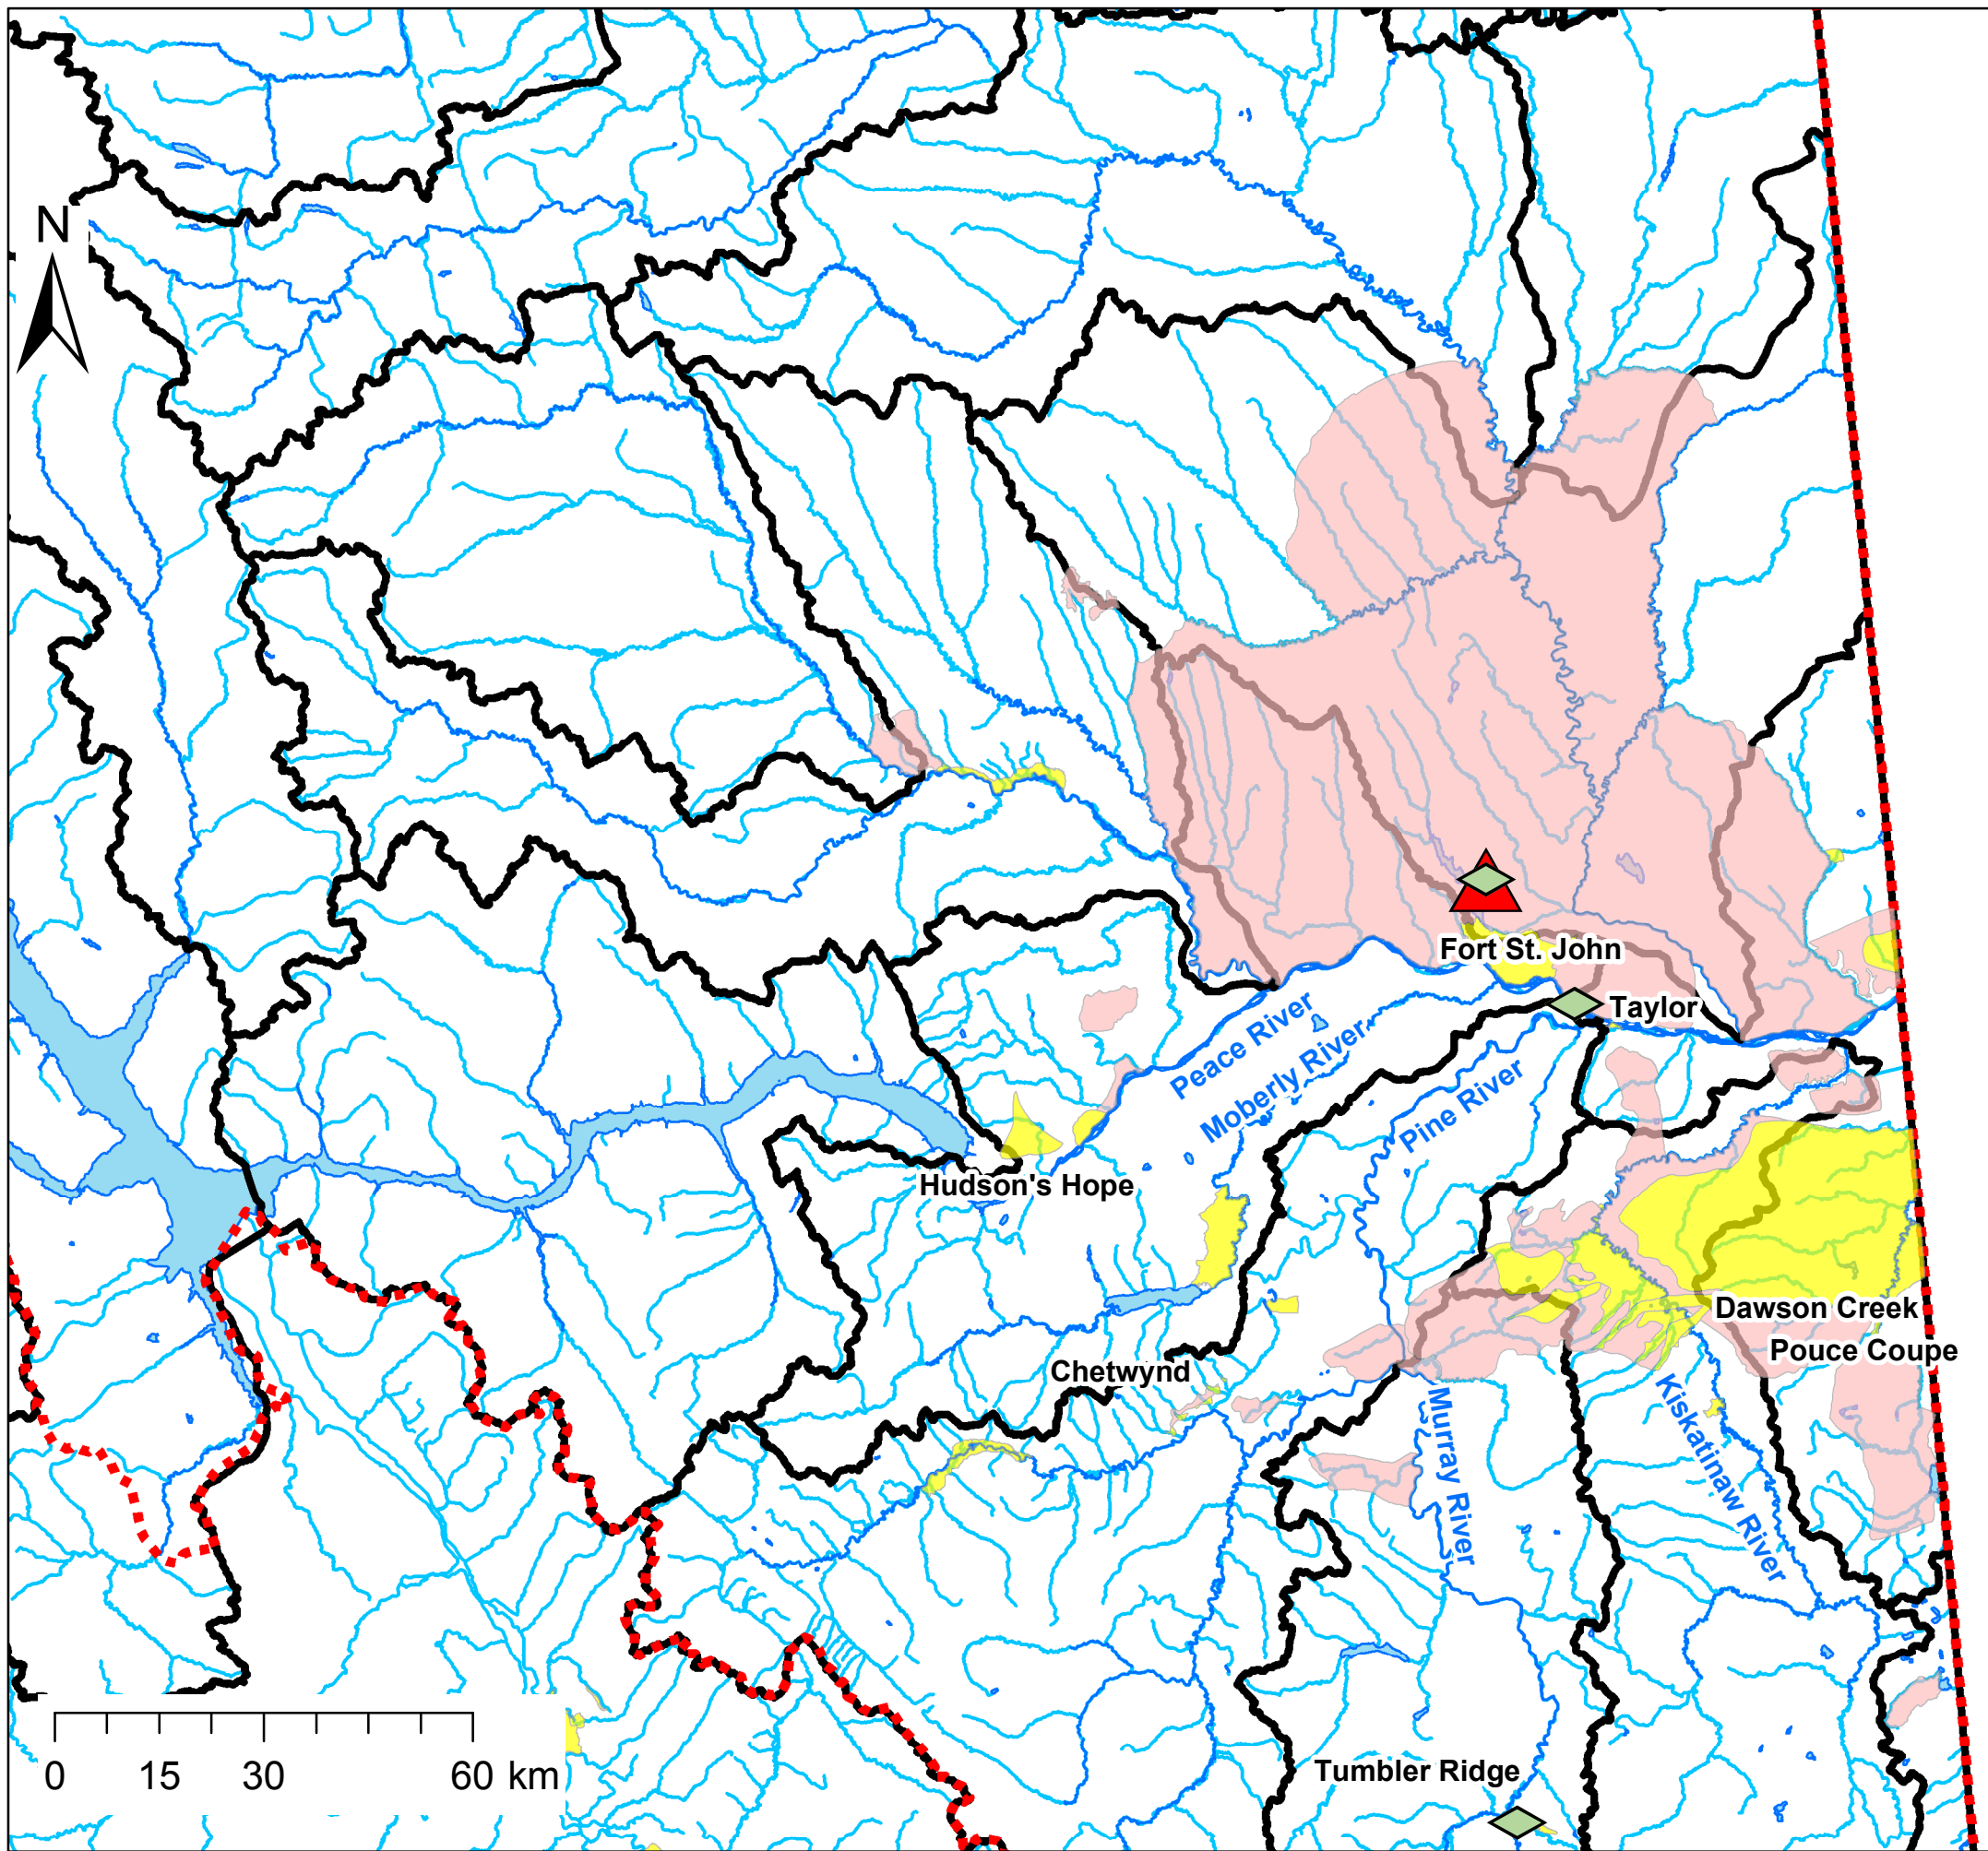 N
Fort St. John
Taylor
Peace River
Moberly River
Pine River
Hudson's Hope
Dawson Creek
Pouce Coupe
Chetwynd
Murray River
Kiskatinaw River
Tumbler Ridge
0 15 30 60 km